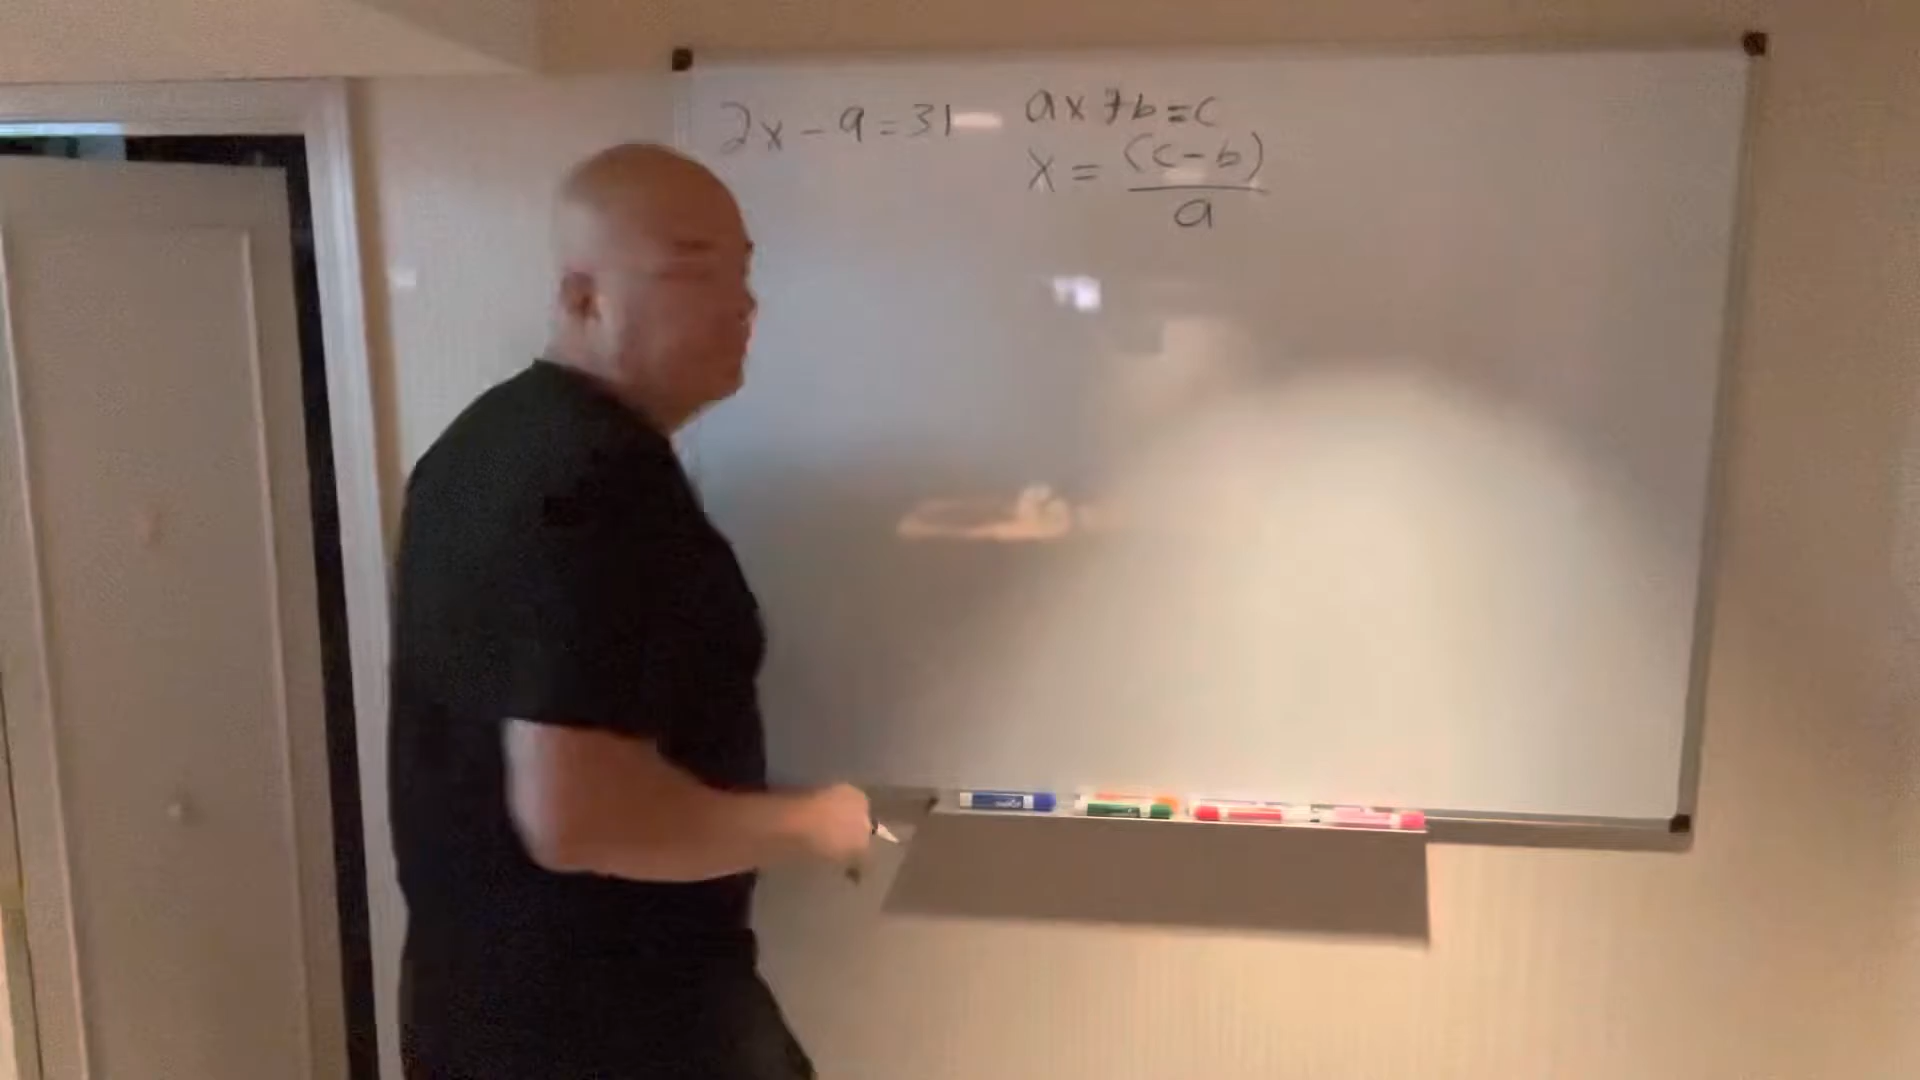 2x-9=31
ax+b=c
x = (c-b)
a